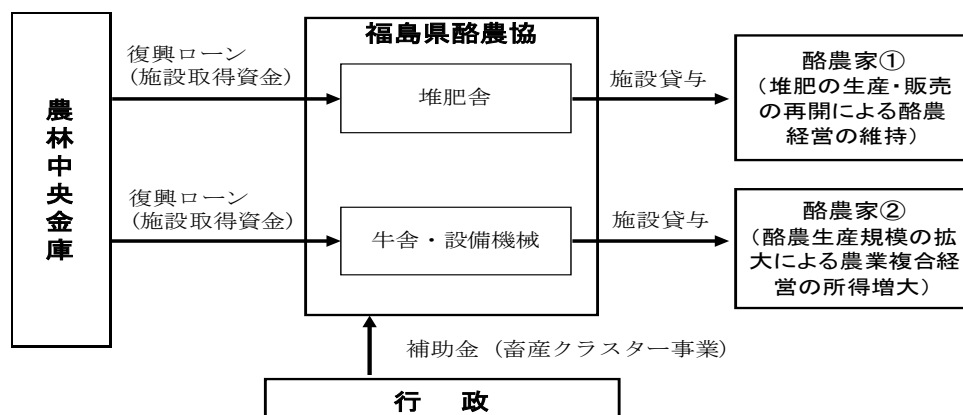 農林中央金庫
復興ローン
(施設取得資金)
復興ローン
(施設取得資金)
福島県酪農協
堆肥舎
牛舎・設備機械
施設貸与
施設貸与
酪農家①
(堆肥の生産・販売
の再開による酪農
経営の維持)
酪農家②
(酪農生産規模の拡
大による農業複合経
営の所得増大)
補助金 (畜産クラスター事業)
行 政